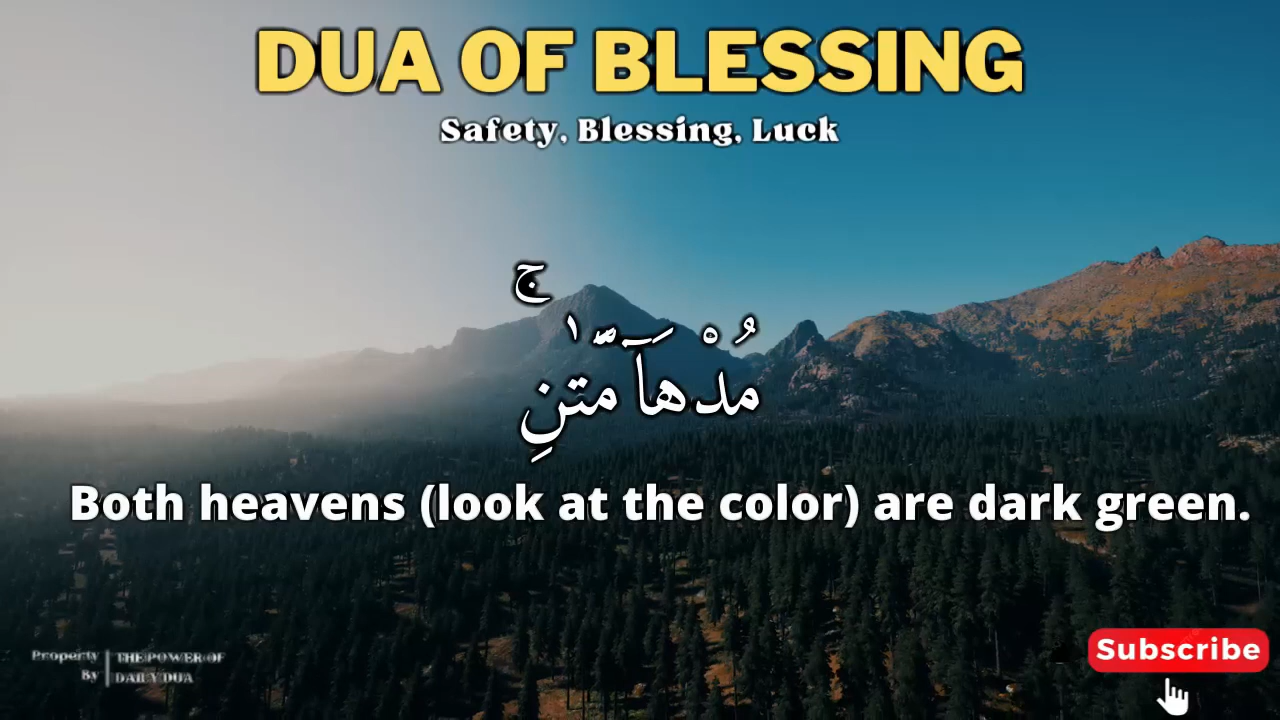 DUA OF BLESSING
Safety, Blessing, Luck
مُدْهَآمَّتٰنِۚ
Both heavens (look at the color) are dark green.
Property By
THE POWER OF
DAILY DUA
Subscribe